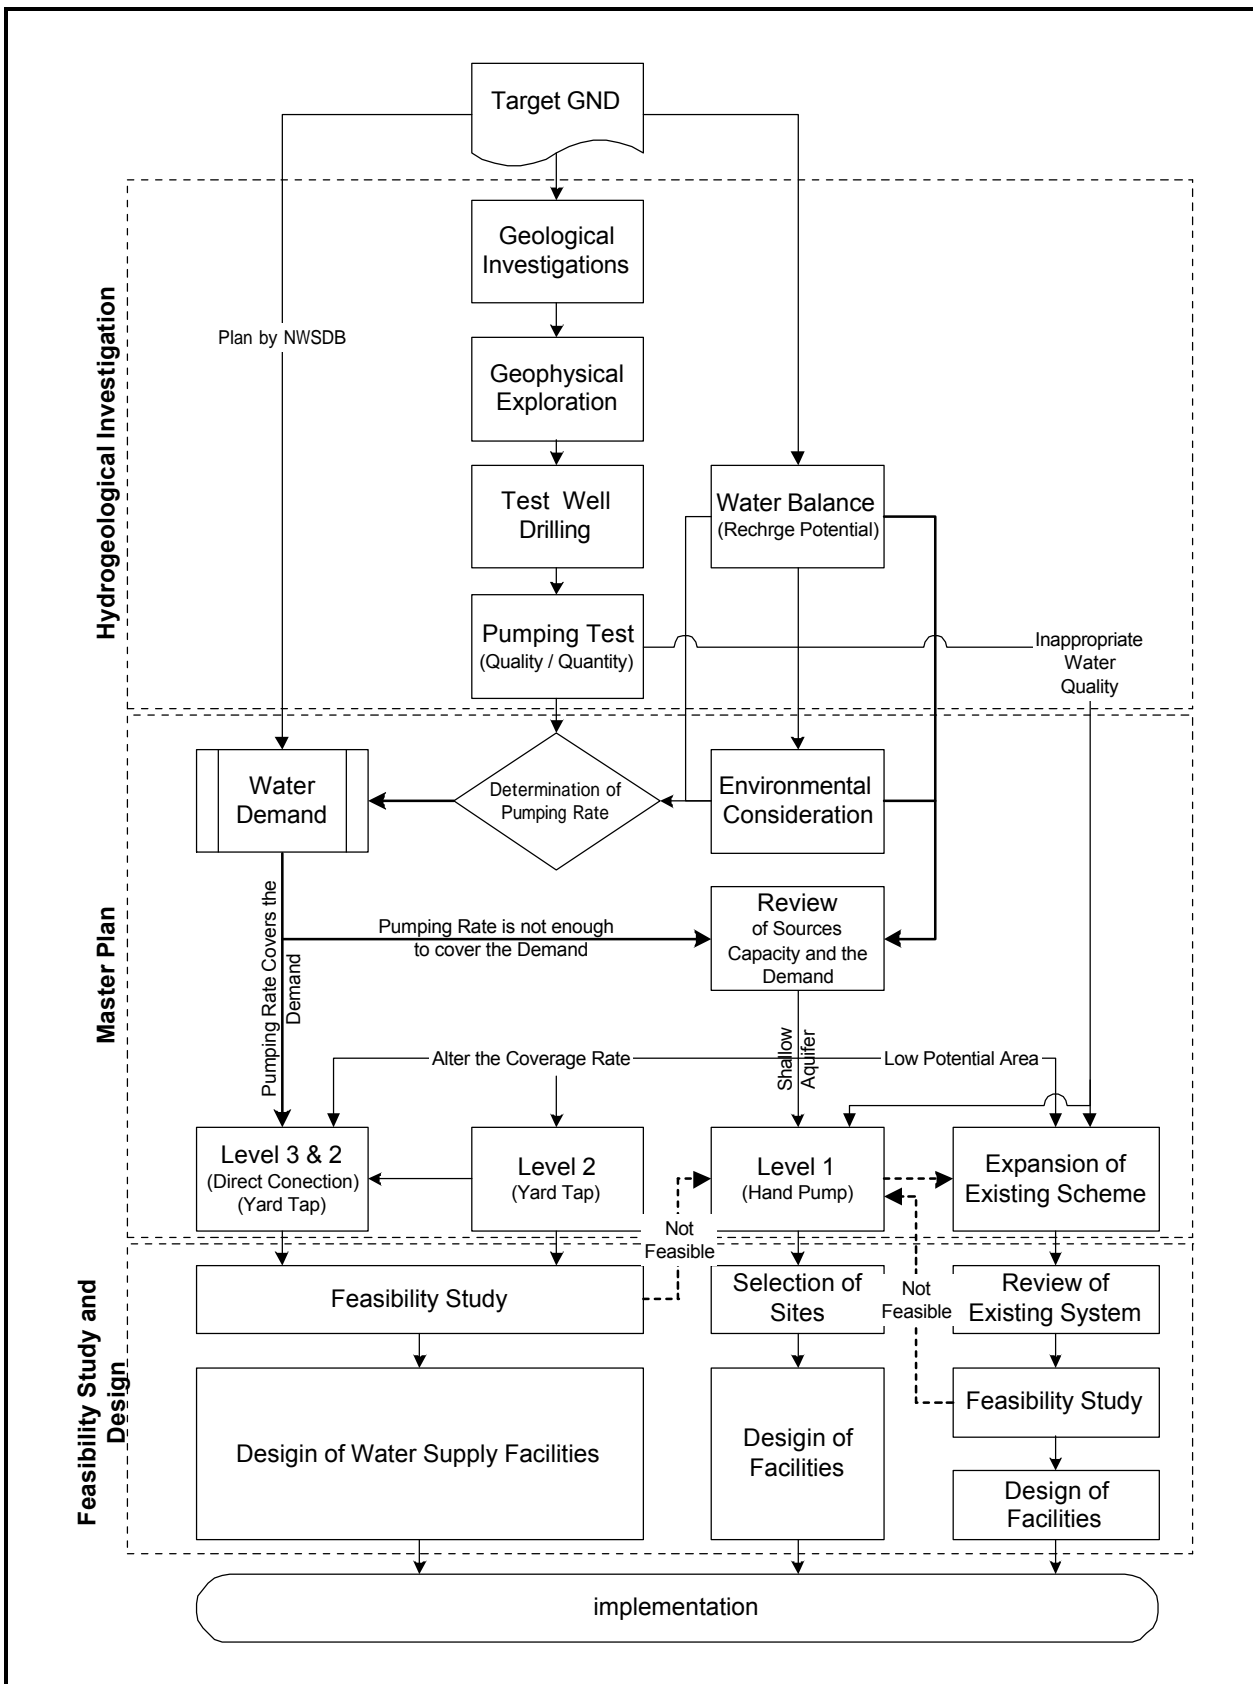 Target GND
Hydrogeological Investigation
Geological
Investigations
Plan by NWSDB
Geophysical
Exploration
Test Well
Drilling
Water Balance
(Rechrge Potential)
Pumping Test
(Quality / Quantity)
Inappropriate
Water
Quality
Master Plan
Water
Demand
Determination of
Pumping Rate
Environmental
Consideration
Pumping Rate Covers the
Demand
Pumping Rate is not enough
to cover the Demand
Review
of Sources
Capacity and the
Demand
Shallow
Aquifer
Alter the Coverage Rate
Low Potential Area
Level 3 & 2
(Direct Conection)
(Yard Tap)
Level 2
(Yard Tap)
Level 1
(Hand Pump)
Expansion of
Existing Scheme
Not
Feasible
Feasibility Study and
Design
Feasibility Study
Selection of
Sites
Not
Feasible
Review of
Existing System
Desigin of Water Supply Facilities
Desigin of
Facilities
Feasibility Study
Design of
Facilities
implementation